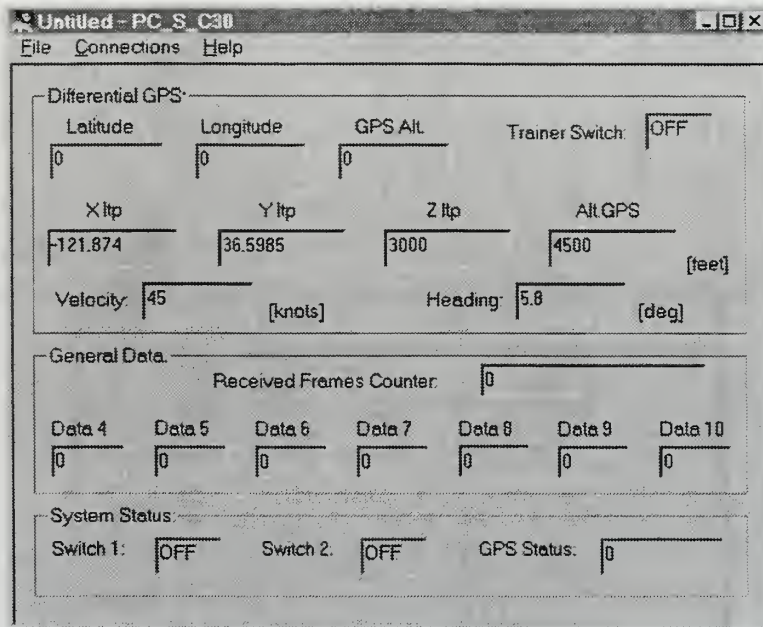 Untitled - PC_S_C30
File Connections Help
Differential GPS:
Latitude Longitude GPS Alt. Trainer Switch: OFF
0 0 0
X ltp Y ltp Z ltp Alt.GPS
-121.874 36.5985 3000 4500 [feet]
Velocity: 45 [knots] Heading: 5.8 [deg]
General Data.
Received Frames Counter: 0
Data 4 Data 5 Data 6 Data 7 Data 8 Data 9 Data 10
0 0 0 0 0 0 0
System Status:
Switch 1: OFF Switch 2: OFF GPS Status: 0